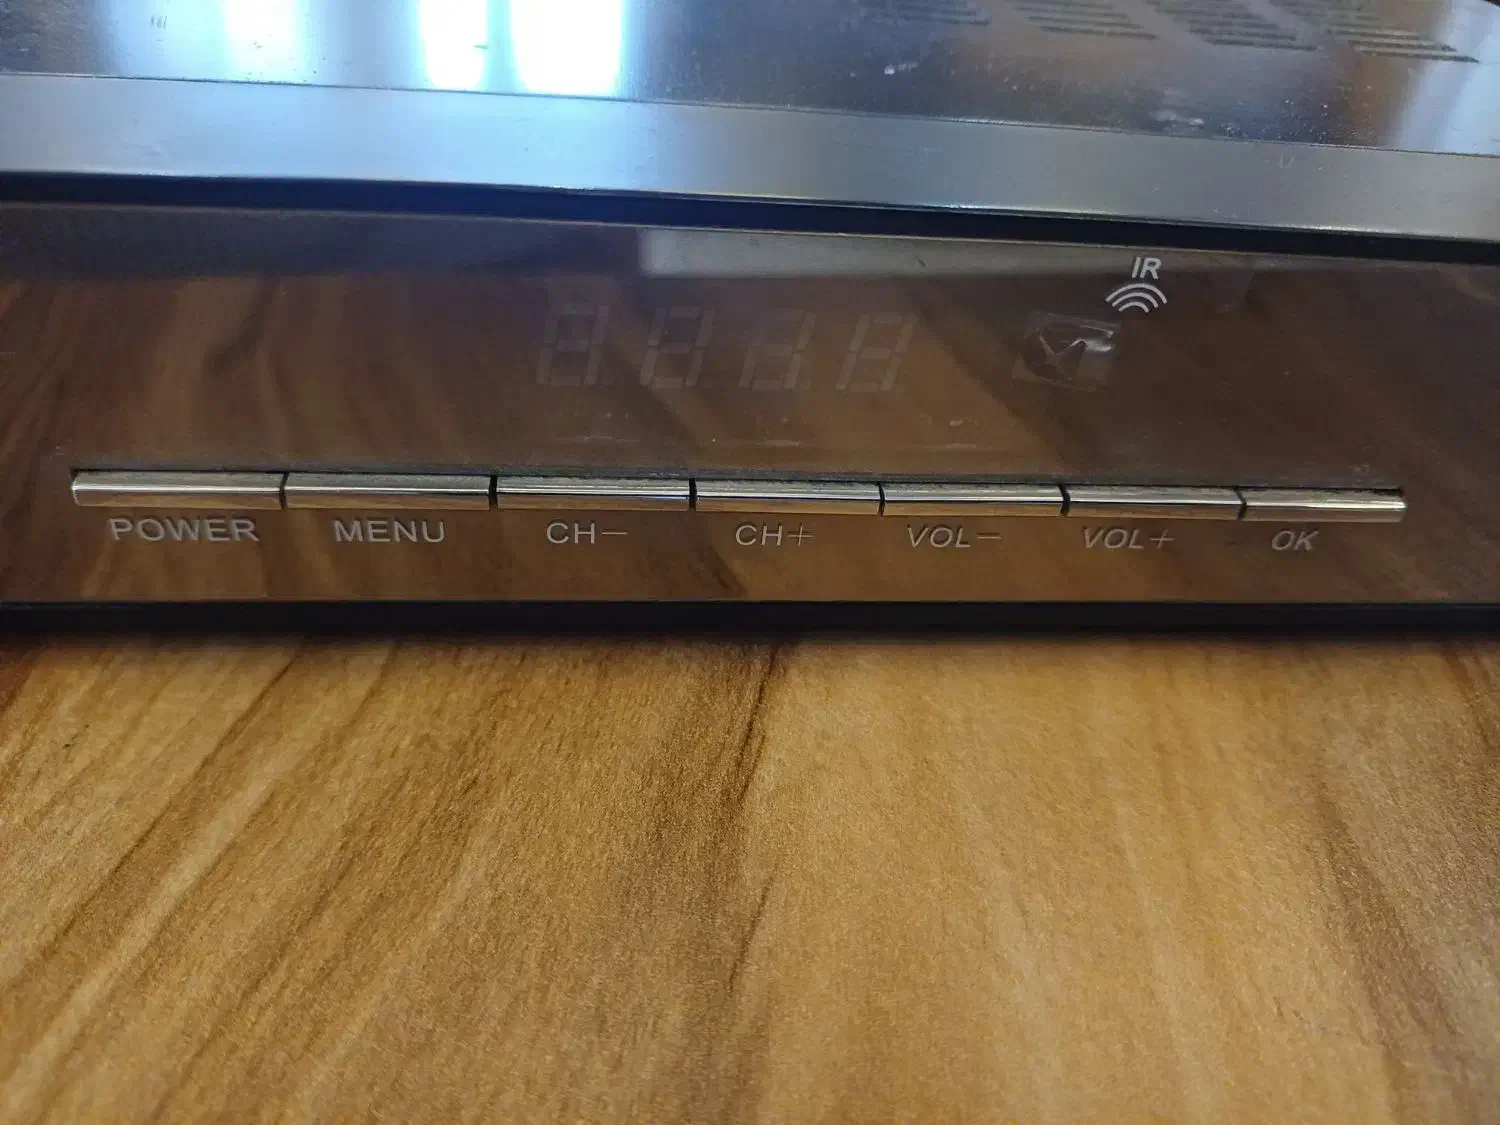 IR
POWER MENU CH− CH+ VOL− VOL+ OK